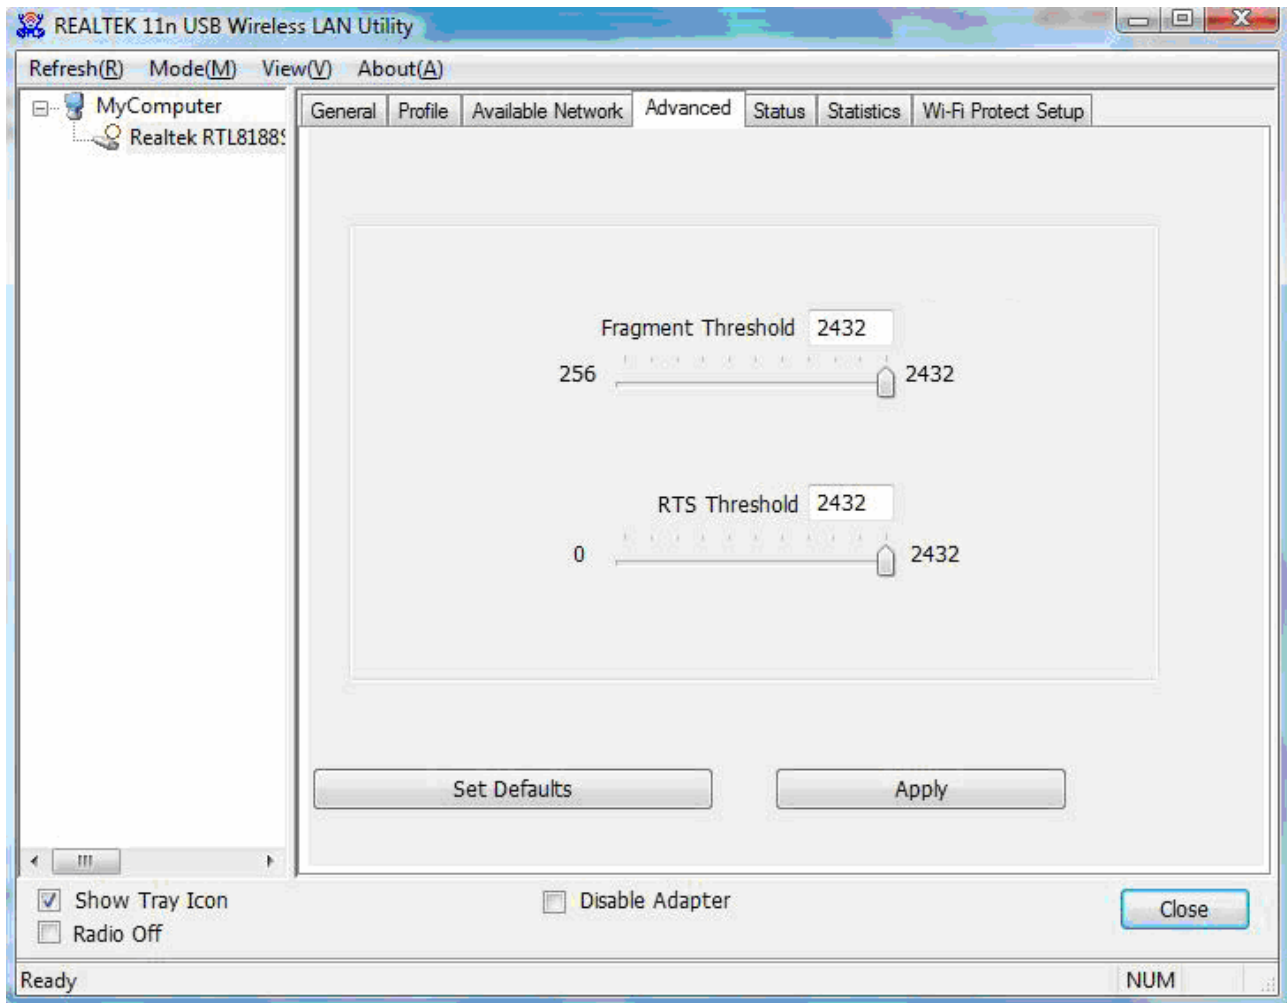 REALTEK 11n USB Wireless LAN Utility
Refresh(R) Mode(M) View(V) About(A)
MyComputer
Realtek RTL8188S
General Profile Available Network Advanced Status Statistics Wi-Fi Protect Setup
Fragment Threshold 2432
256 2432
RTS Threshold 2432
0 2432
Set Defaults Apply
Show Tray Icon Disable Adapter
Radio Off
Close
Ready NUM